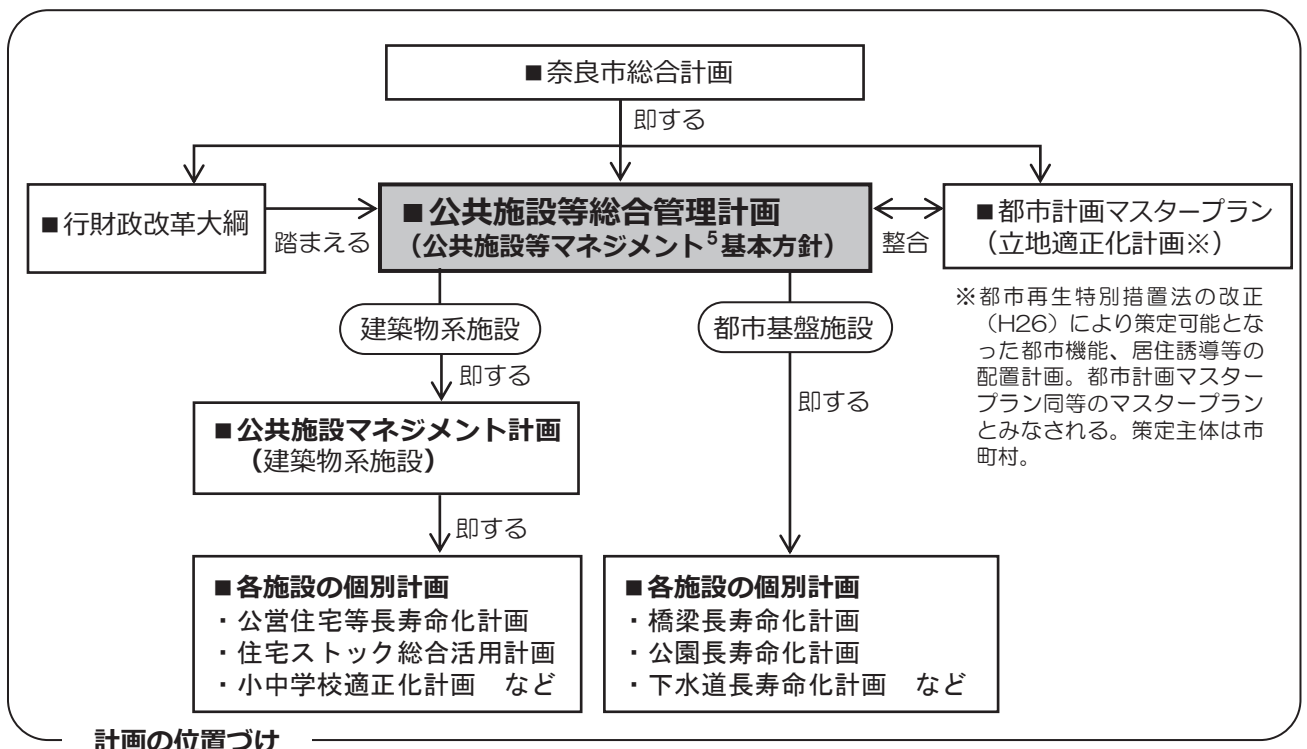 ■奈良市総合計画
即する
■行財政改革大綱
踏まえる
■公共施設等総合管理計画
(公共施設等マネジメント5基本方針)
整合
■都市計画マスタープラン
(立地適正化計画※)
※都市再生特別措置法の改正
(H26)により策定可能とな
った都市機能、居住誘導等の
配置計画。都市計画マスター
プラン同等のマスタープラン
とみなされる。策定主体は市
町村。
建築物系施設
都市基盤施設
即する
即する
■公共施設マネジメント計画
(建築物系施設)
即する
■各施設の個別計画
・公営住宅等長寿命化計画
・住宅ストック総合活用計画
・小中学校適正化計画 など
■各施設の個別計画
・橋梁長寿命化計画
・公園長寿命化計画
・下水道長寿命化計画 など
計画の位置づけ